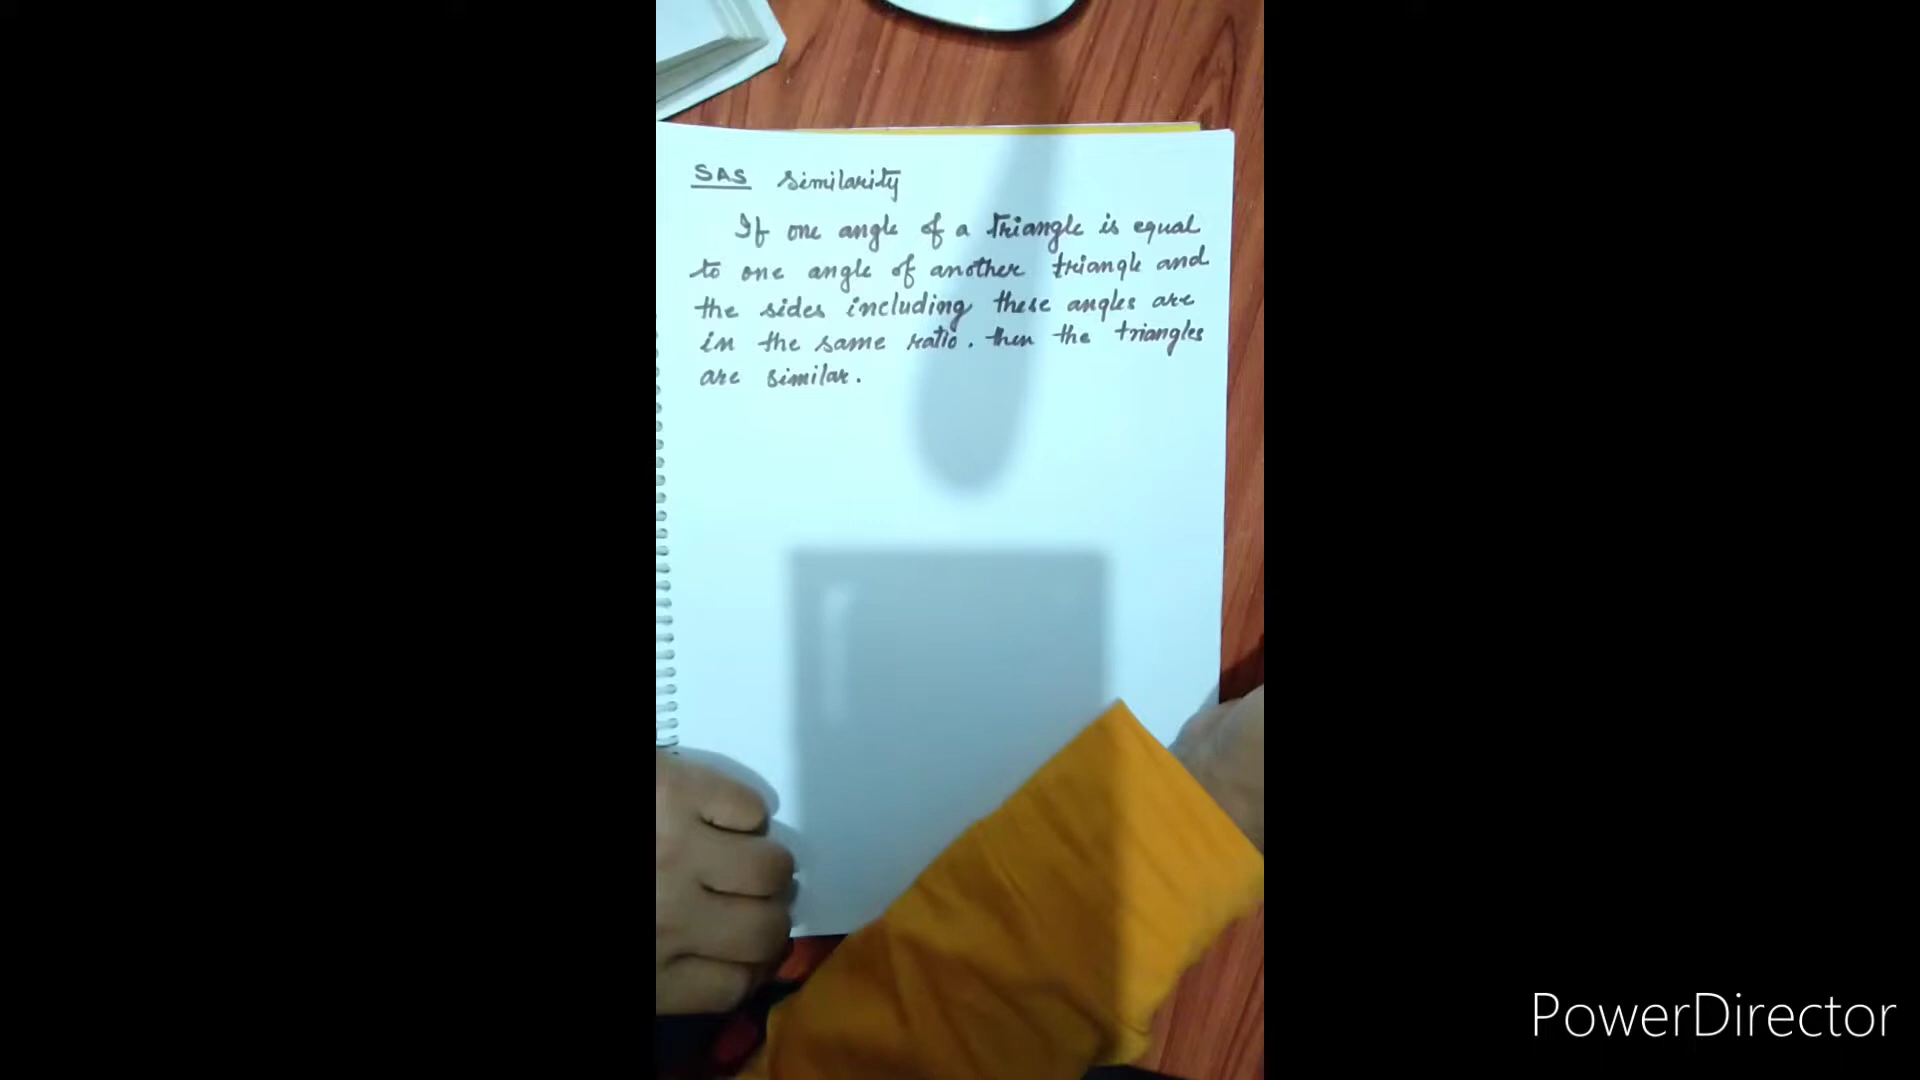 SAS Similarity
If one angle of a triangle is equal
to one angle of another triangle and
the sides including these angles are
in the same ratio. then the triangles
are similar.
PowerDirector